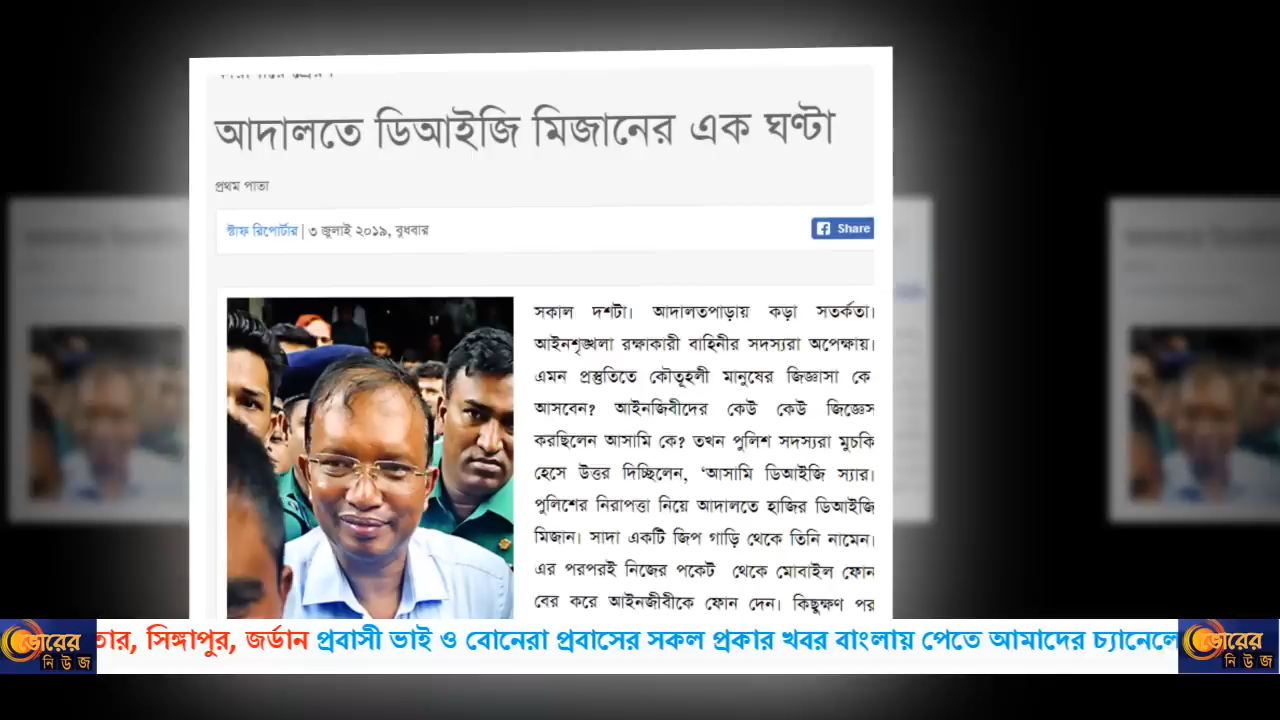 আদালতে ডিআইজি মিজানের এক ঘণ্টা
প্রথম পাতা
স্টাফ রিপোর্টার | ৩ জুলাই ২০১৯, বুধবার
Share
সকাল দশটা। আদালতপাড়ায় কড়া সতর্কতা।
আইনশৃঙ্খলা রক্ষাকারী বাহিনীর সদস্যরা অপেক্ষায়।
এমন প্রস্তুতিতে কৌতূহলী মানুষের জিজ্ঞাসা কে
আসবেন? আইনজিবীদের কেউ কেউ জিজ্ঞেস
করছিলেন আসামি কে? তখন পুলিশ সদস্যরা মুচকি
হেসে উত্তর দিচ্ছিলেন, ‘আসামি ডিআইজি স্যার।
পুলিশের নিরাপত্তা নিয়ে আদালতে হাজির ডিআইজি
মিজান। সাদা একটি জিপ গাড়ি থেকে তিনি নামেন।
এর পরপরই নিজের পকেট থেকে মোবাইল ফোন
বের করে আইনজীবীকে ফোন দেন। কিছুক্ষণ পর
ভোরের নিউজ
তার, সিঙ্গাপুর, জর্ডান প্রবাসী ভাই ও বোনেরা প্রবাসের সকল প্রকার খবর বাংলায় পেতে আমাদের চ্যানেলে
ভোরের নিউজ